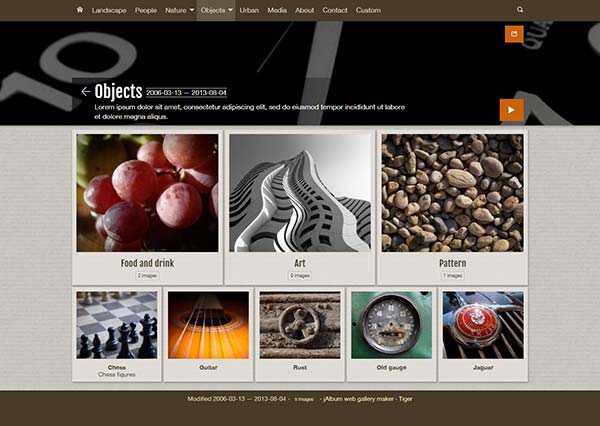 Landscape People Nature Objects Urban Media About Contact Custom
10
QUA
Objects 2006-03-13 — 2013-08-04
Lorem ipsum dolor sit amet, consectetur adipiscing elit, sed do eiusmod tempor incididunt ut labore
et dolore magna aliqua.
Food and drink
2 Images
Art
9 Images
Pattern
7 Images
Chess
Chess figures
Guitar
Rust
Old gauge
Jaguar
Modified 2006-03-13 — 2013-08-04 - 5 Images - jAlbum web gallery maker - Tiger